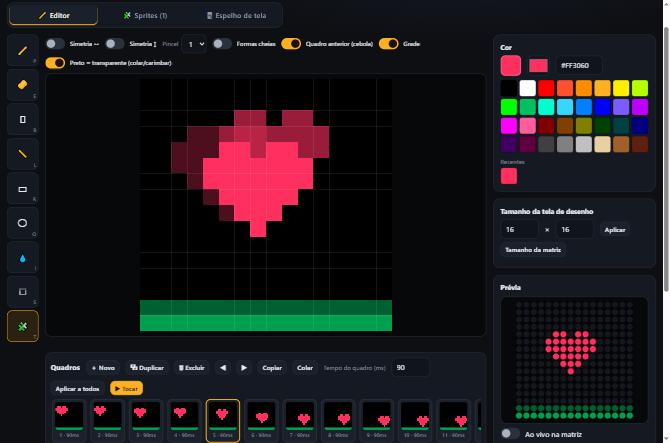 Editor
Sprites (1)
Espelho de tela
Simetria ↔
Simetria ↕
Pincel
1
Formas cheias
Quadro anterior (cebola)
Grade
Preto = transparente (colar/carimbar)
P
E
B
L
R
O
I
S
T
Cor
#FF3060
Recentes
Tamanho da tela de desenho
16 × 16 Aplicar
Tamanho da matriz
Prévia
Ao vivo na matriz
Quadros
+ Novo
Duplicar
Excluir
◀
▶
Copiar
Colar
Tempo do quadro (ms)
90
Aplicar a todos
▶ Tocar
1 · 90ms
2 · 90ms
3 · 90ms
4 · 90ms
5 · 90ms
6 · 90ms
7 · 90ms
8 · 90ms
9 · 90ms
10 · 90ms
11 · 90ms